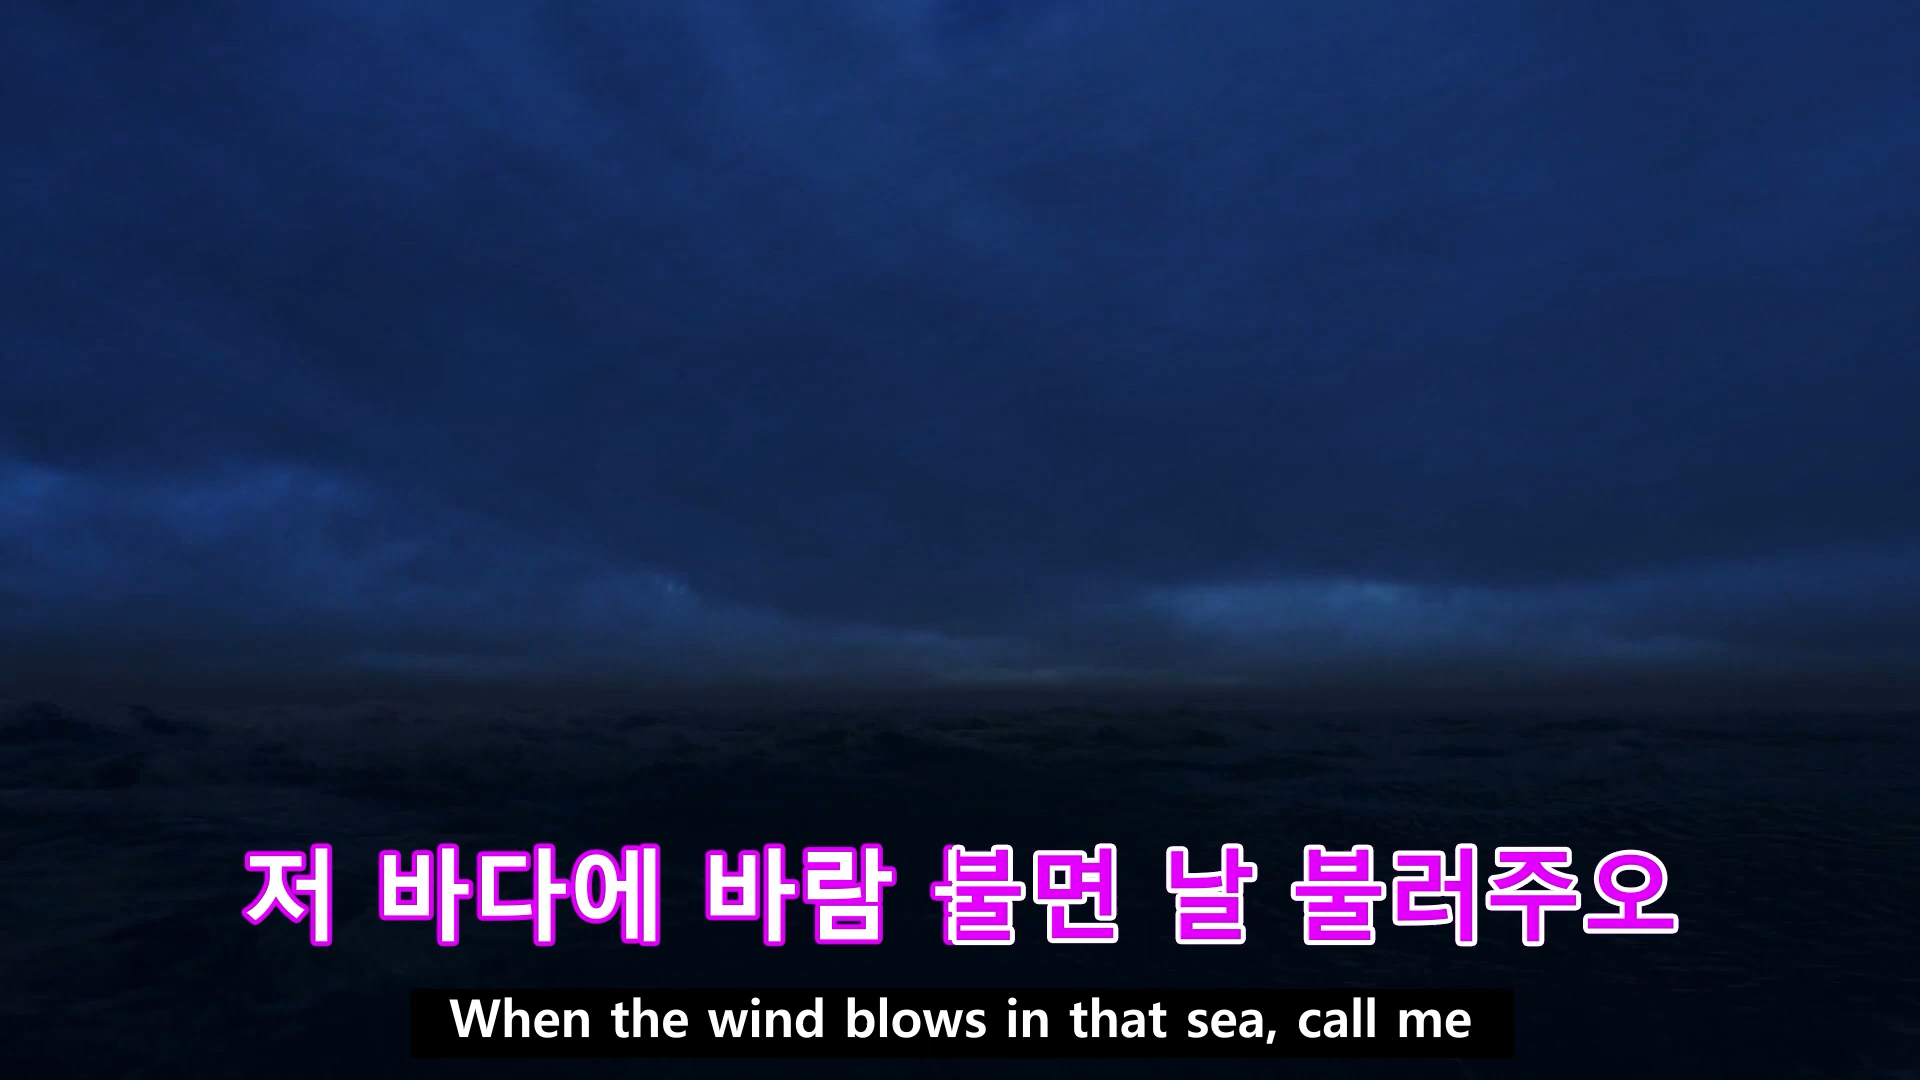 저 바다에 바람 불면 날 불러주오
When the wind blows in that sea, call me